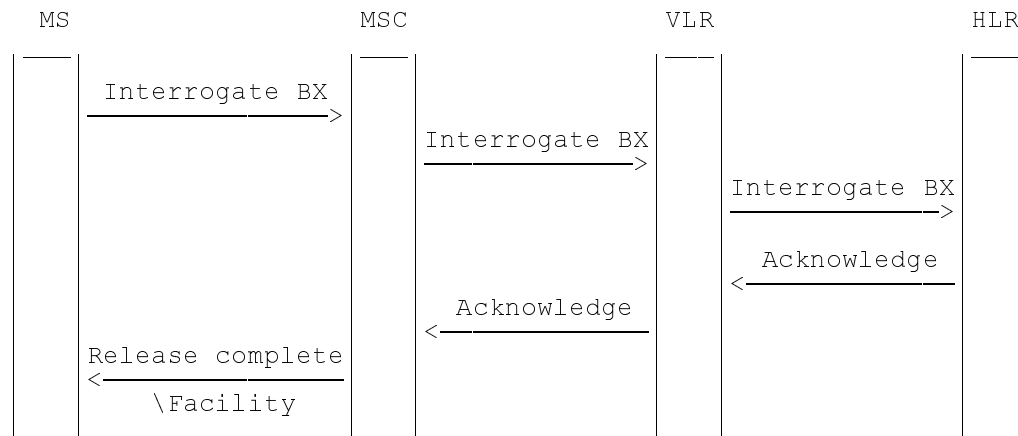 MS MSC VLR HLR
Interrogate BX
Interrogate BX
Interrogate BX
Acknowledge
Acknowledge
Release complete
\Facility